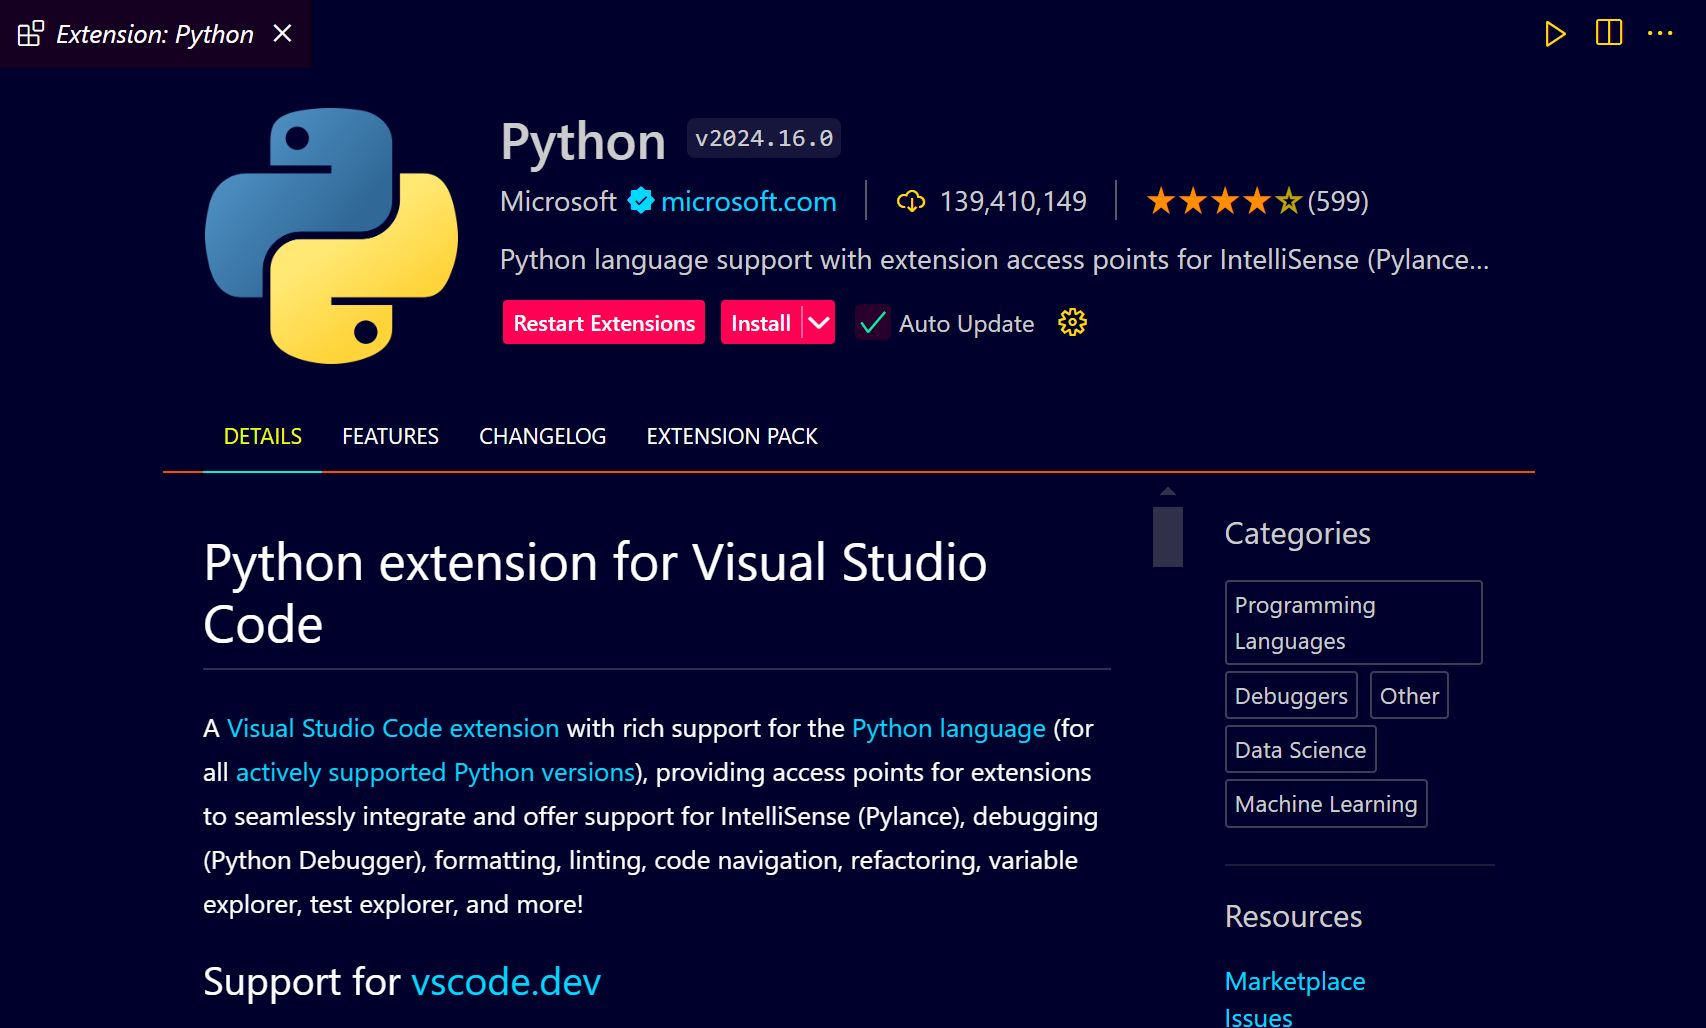 Extension: Python
Python v2024.16.0
Microsoft microsoft.com 139,410,149 (599)
Python language support with extension access points for IntelliSense (Pylance...
Restart Extensions Install Auto Update
DETAILS FEATURES CHANGELOG EXTENSION PACK
Python extension for Visual Studio
Code
A Visual Studio Code extension with rich support for the Python language (for
all actively supported Python versions), providing access points for extensions
to seamlessly integrate and offer support for IntelliSense (Pylance), debugging
(Python Debugger), formatting, linting, code navigation, refactoring, variable
explorer, test explorer, and more!
Support for vscode.dev
Categories
Programming
Languages
Debuggers Other
Data Science
Machine Learning
Resources
Marketplace
Issues